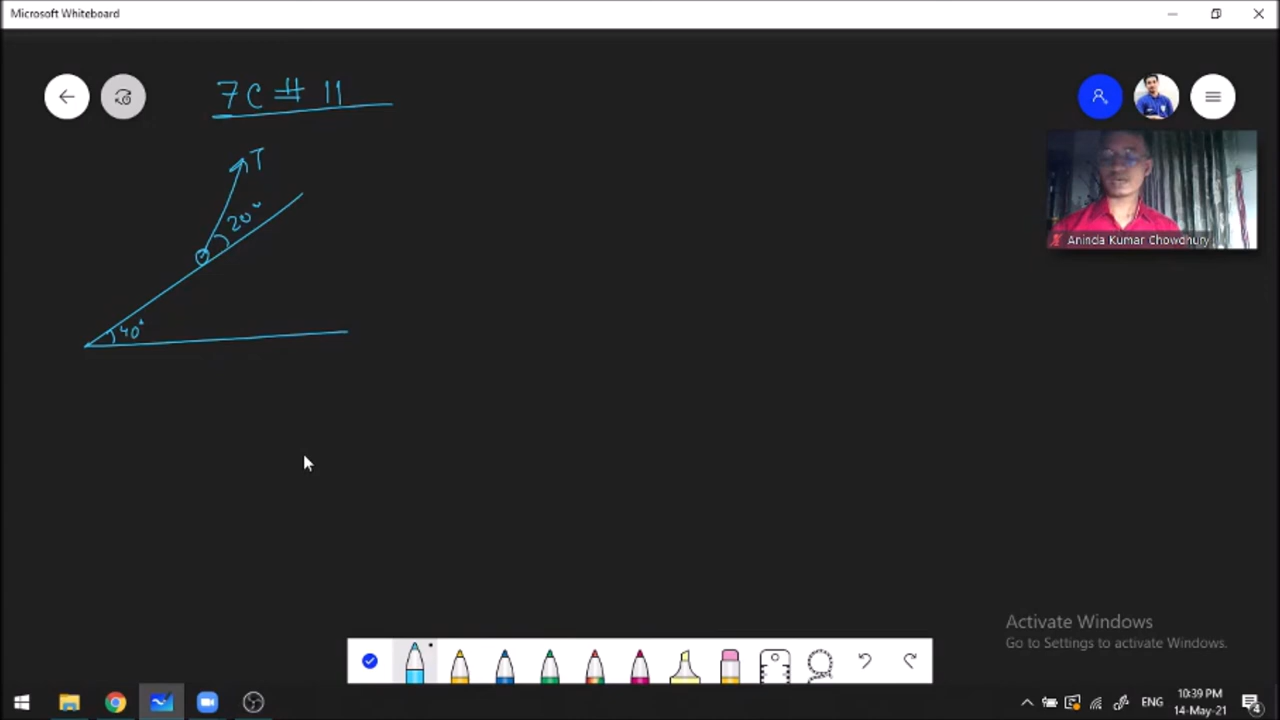 Microsoft Whiteboard
7C # 11
T
20°
40°
Aninda Kumar Chowdhury
Activate Windows
Go to Settings to activate Windows.
ENG
10:39 PM
14-May-21
4